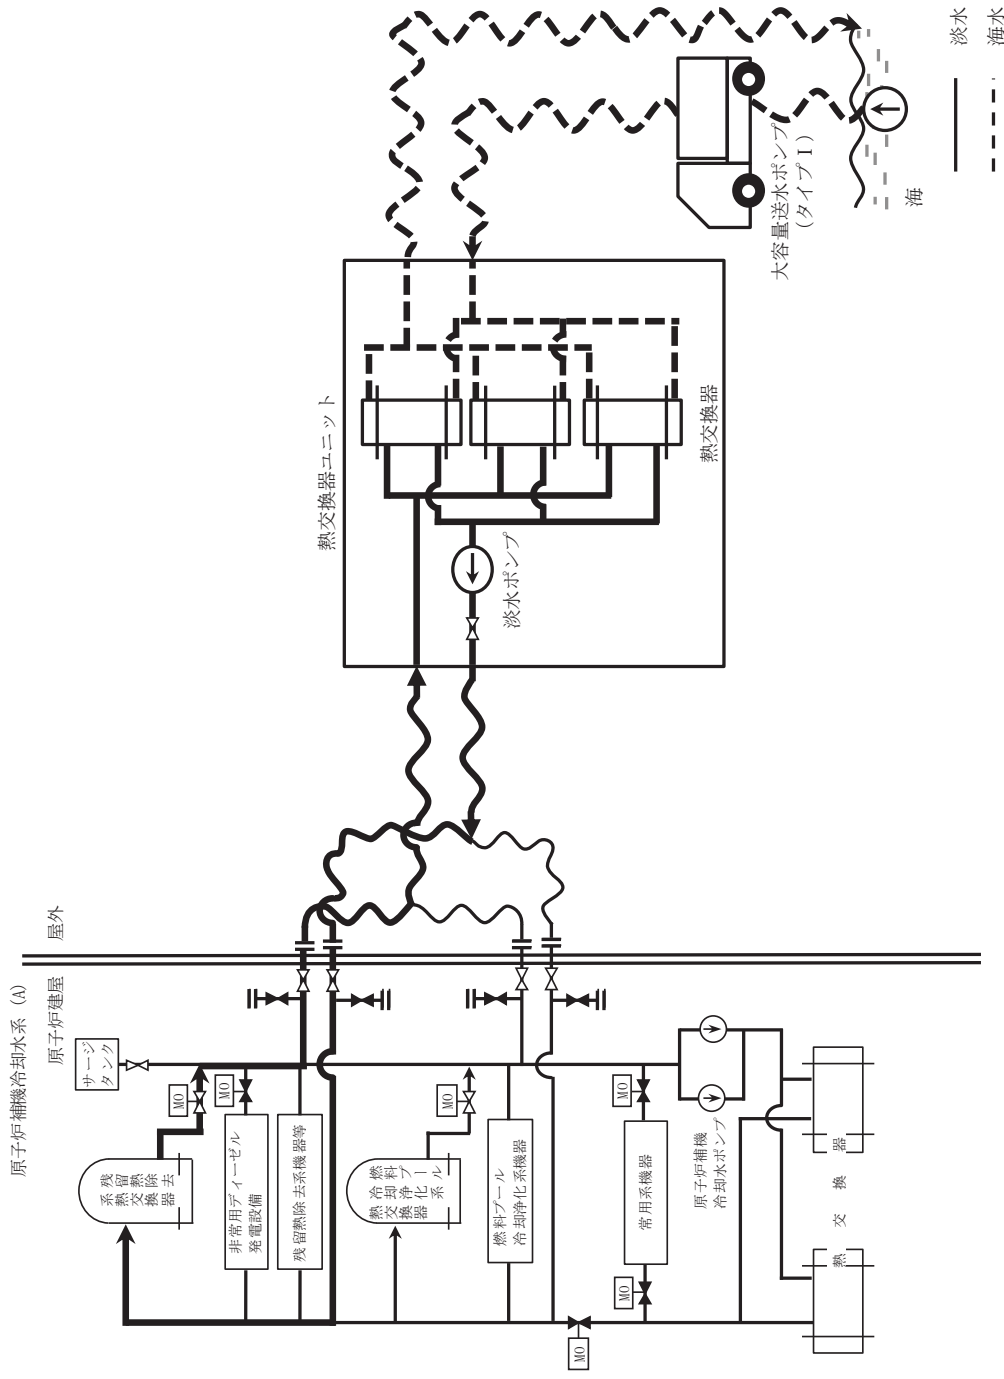 原子炉補機冷却水系 (A)
原子炉建屋
屋外
サージ
タンク
MO
MO
残留熱除去
系熱交換器
非常用ディーゼル
発電設備
残留熱除去系機器等
MO
燃料プール
冷却浄化系
熱交換器
燃料プール
冷却浄化系機器
MO
常用系機器
MO
MO
原子炉補機
冷却水ポンプ
熱交換器
熱交換器ユニット
淡水ポンプ
熱交換器
大容量送水ポンプ
(タイプⅠ)
海
淡水
海水